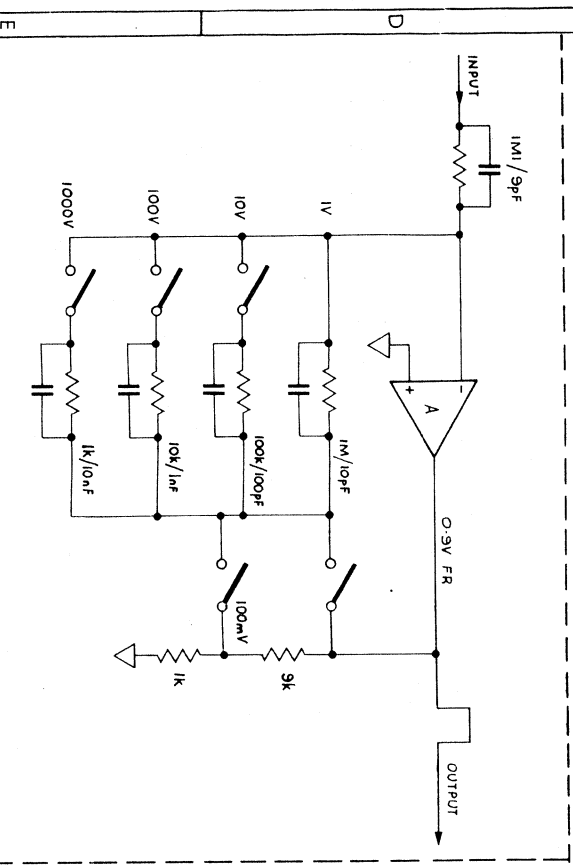 E
D
INPUT
1M1/9pF
1V
10V
100V
1000V
-
+
A
1M/10pF
100k/100pF
10k/1nF
1k/10nF
0·9V FR
100mV
9k
1k
OUTPUT